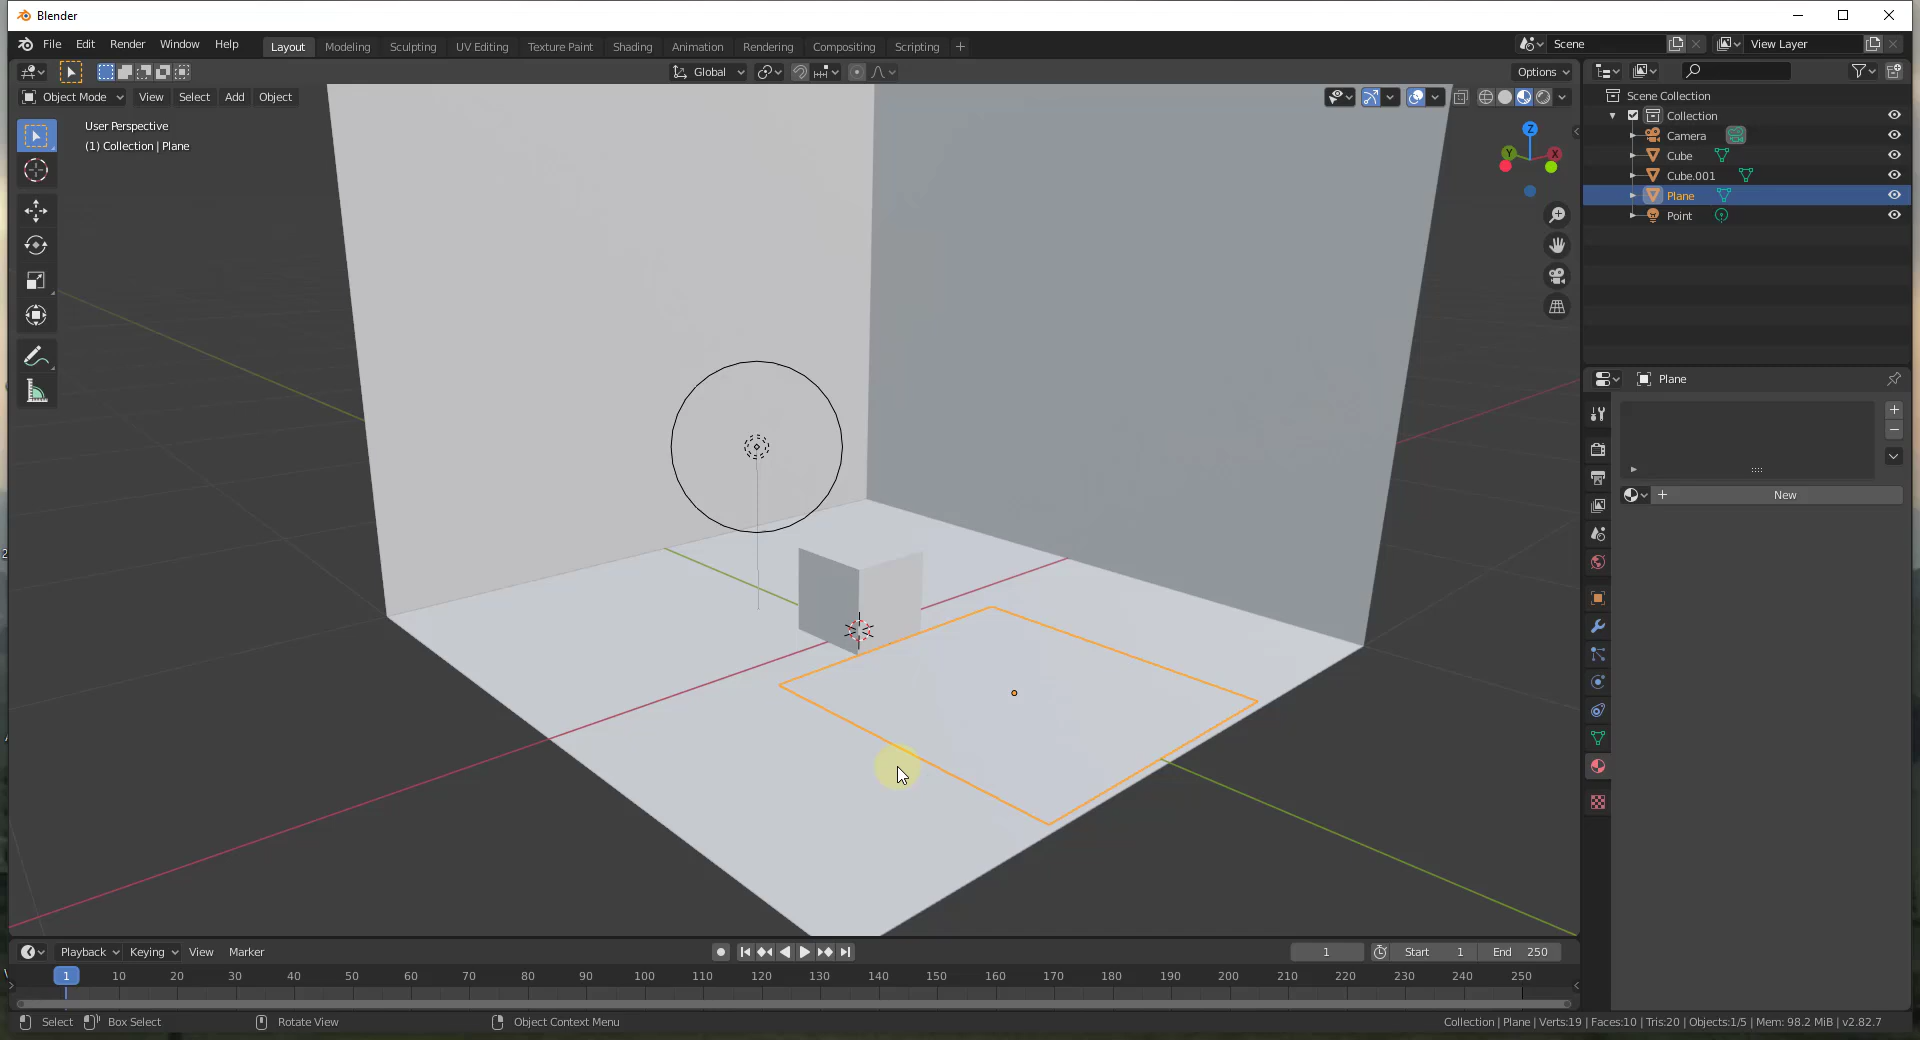 Blender
File Edit Render Window Help Layout Modeling Sculpting UV Editing Texture Paint Shading Animation Rendering Compositing Scripting + Scene View Layer
Global Options
Object Mode View Select Add Object
User Perspective
(1) Collection | Plane
Z
Y X
Scene Collection
Collection
Camera
Cube
Cube.001
Plane
Point
Plane
New
Playback Keying View Marker 1 Start 1 End 250
1 10 20 30 40 50 60 70 80 90 100 110 120 130 140 150 160 170 180 190 200 210 220 230 240 250
Select Box Select Rotate View Object Context Menu Collection | Plane | Verts:19 | Faces:10 | Tris:20 | Objects:1/5 | Mem: 98.2 MiB | v2.82.7